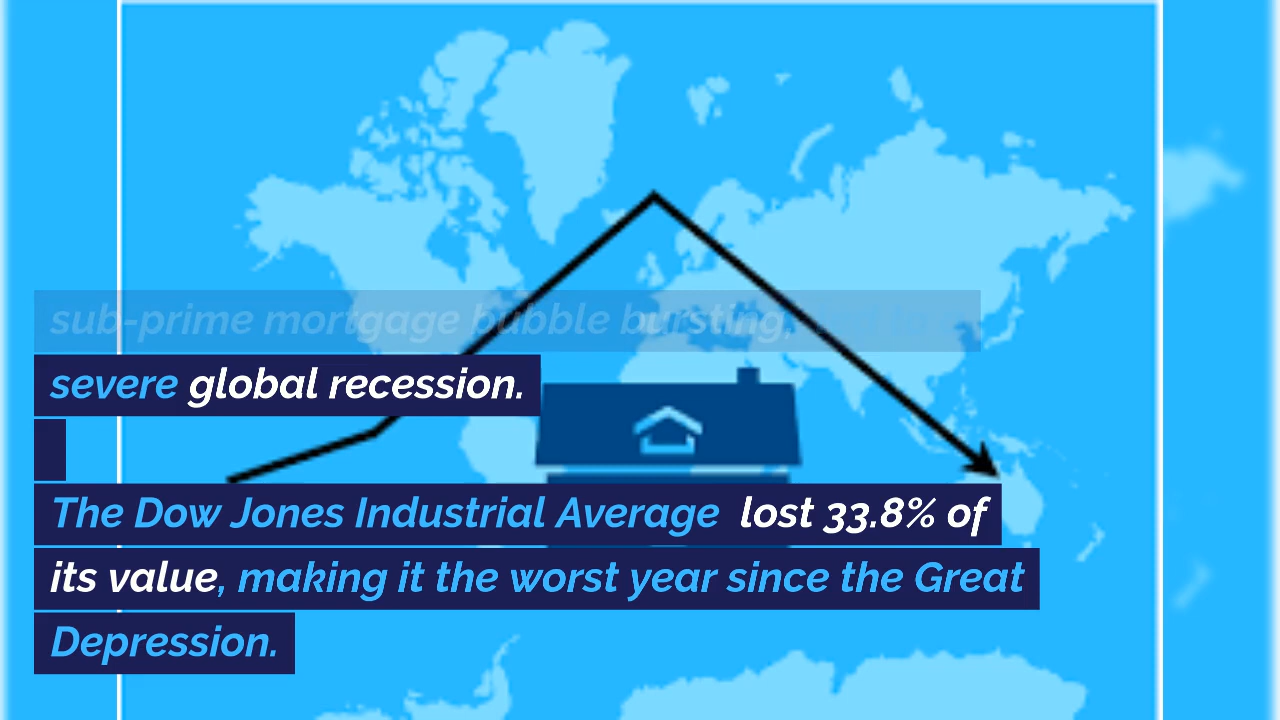 sub-prime mortgage bubble bursting,
severe global recession.
The Dow Jones Industrial Average lost 33.8% of
its value, making it the worst year since the Great
Depression.